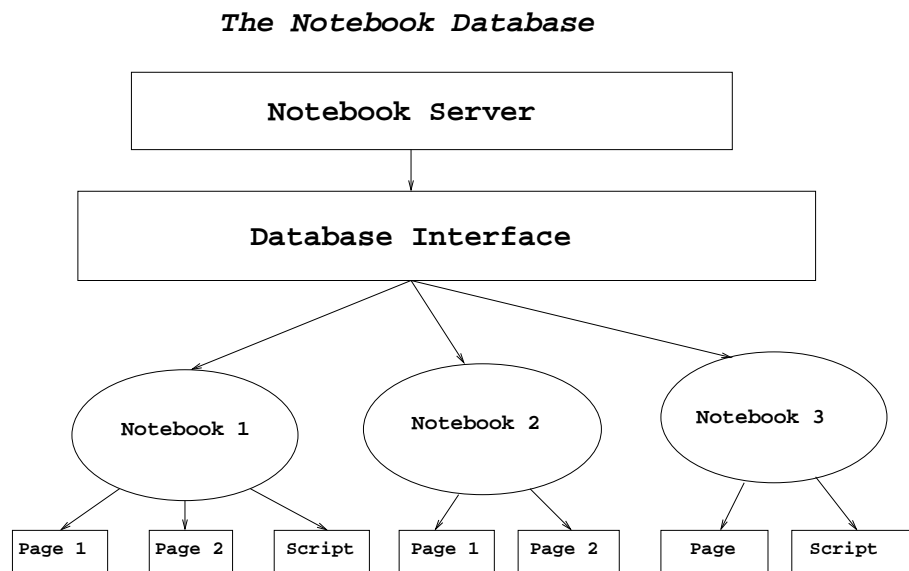 The Notebook Database
Notebook Server
Database Interface
Notebook 1
Notebook 2
Notebook 3
Page 1
Page 2
Script
Page 1
Page 2
Page
Script